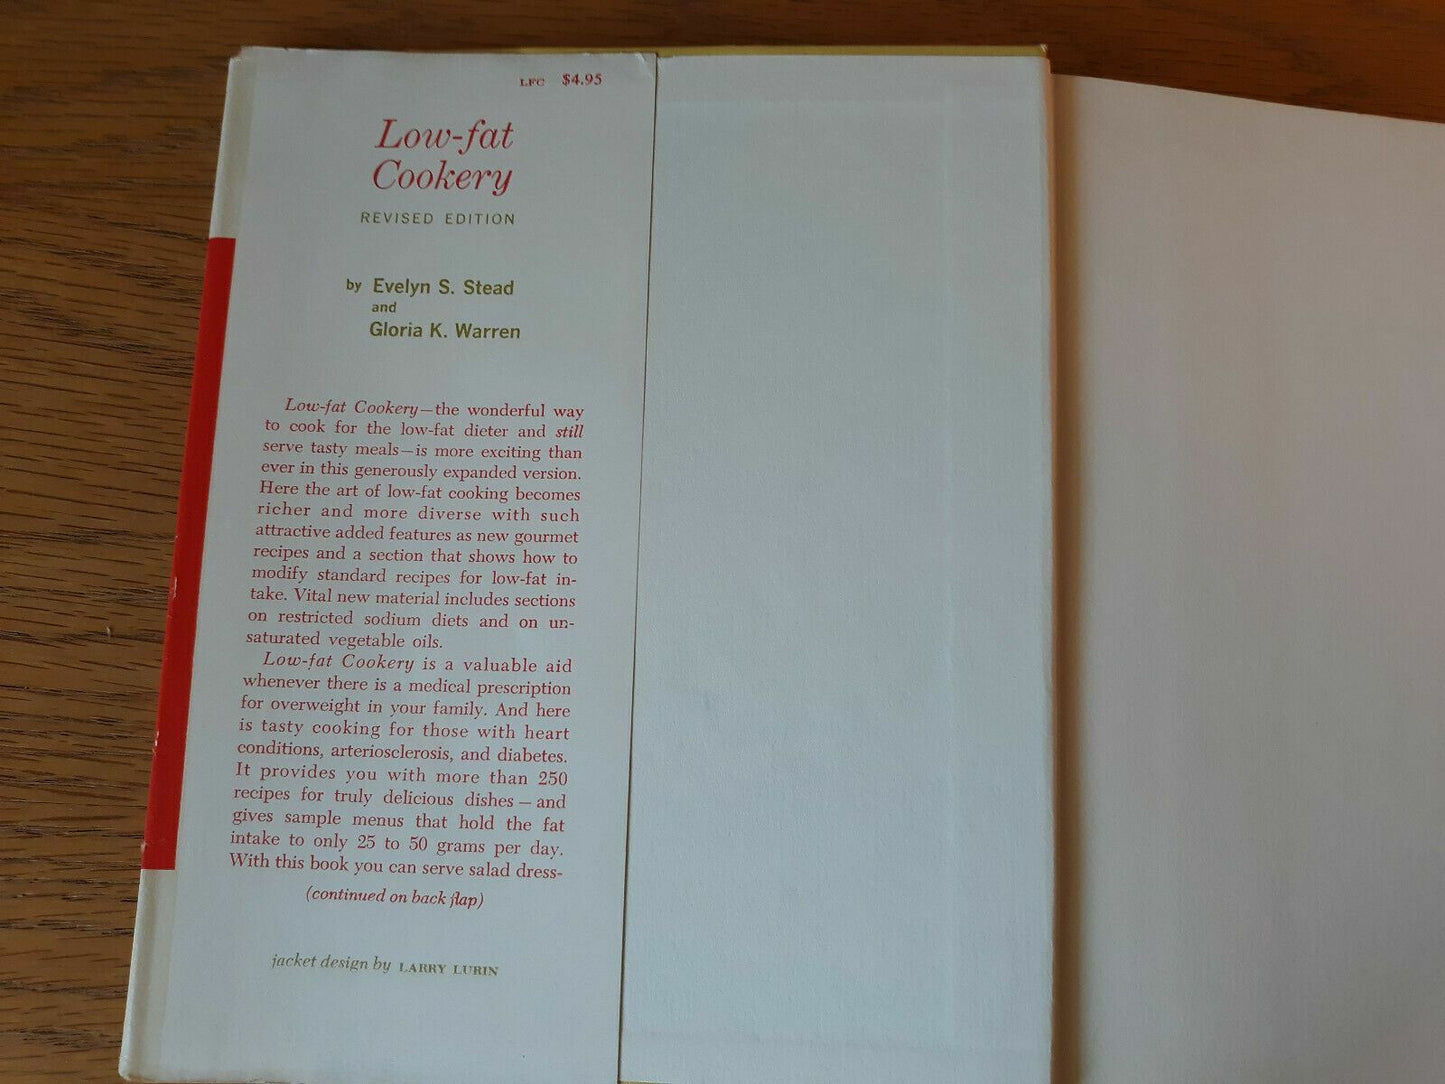 LFC $4.95
Low-fat
Cookery
REVISED EDITION
by Evelyn S. Stead
and
Gloria K. Warren
Low-fat Cookery—the wonderful way
to cook for the low-fat dieter and still
serve tasty meals—is more exciting than
ever in this generously expanded version.
Here the art of low-fat cooking becomes
richer and more diverse with such
attractive added features as new gourmet
recipes and a section that shows how to
modify standard recipes for low-fat in-
take. Vital new material includes sections
on restricted sodium diets and on un-
saturated vegetable oils.
Low-fat Cookery is a valuable aid
whenever there is a medical prescription
for overweight in your family. And here
is tasty cooking for those with heart
conditions, arteriosclerosis, and diabetes.
It provides you with more than 250
recipes for truly delicious dishes—and
gives sample menus that hold the fat
intake to only 25 to 50 grams per day.
With this book you can serve salad dress-
(continued on back flap)
jacket design by LARRY LURIN